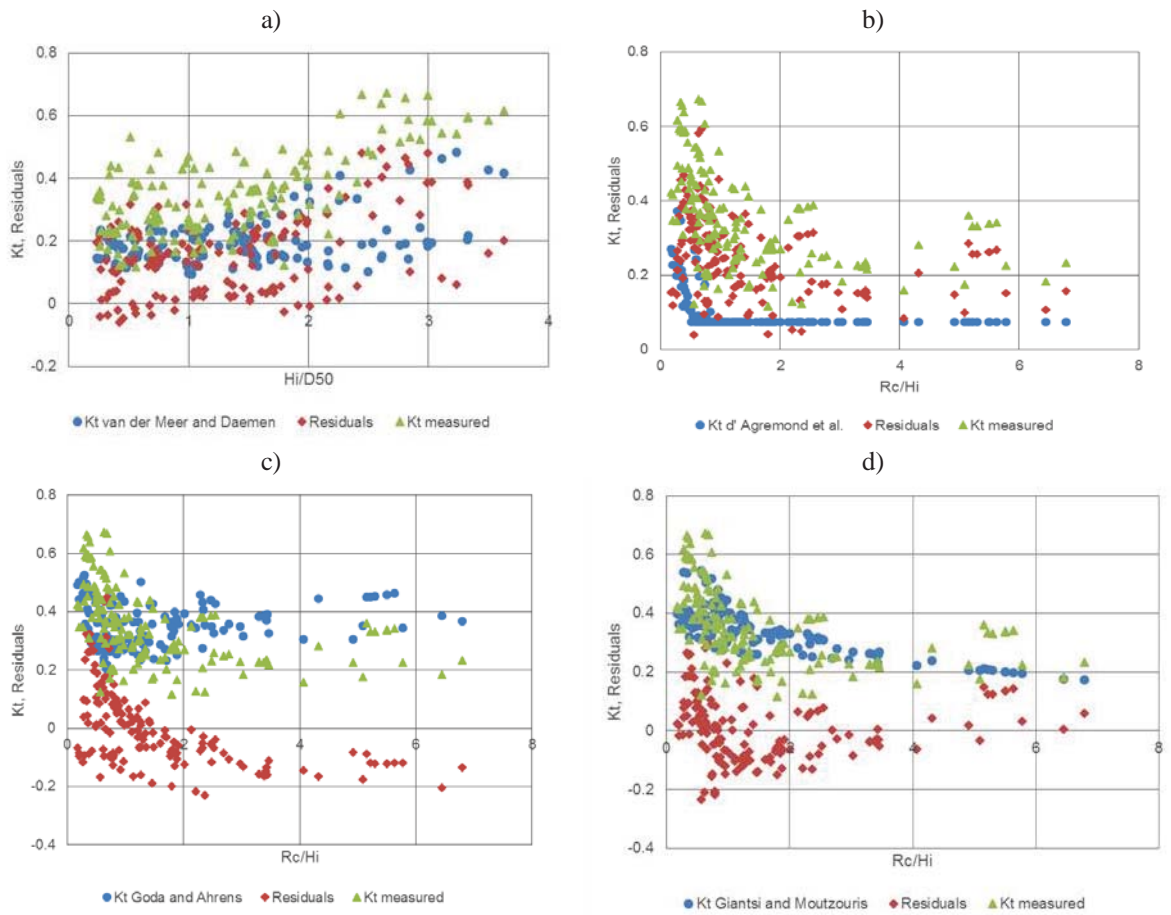 a)
b)
0.8
0.6
0.4
0.2
0
-0.2
Kt, Residuals
0
1
2
3
4
Hi/D50
Kt van der Meer and Daemen
Residuals
Kt measured
0.8
0.6
0.4
0.2
0
Kt, Residuals
0
2
4
6
8
Rc/Hi
Kt d' Agremond et al.
Residuals
Kt measured
c)
d)
0.8
0.6
0.4
0.2
0
-0.2
-0.4
Kt, Residuals
0
2
4
6
8
Rc/Hi
Kt Goda and Ahrens
Residuals
Kt measured
0.8
0.6
0.4
0.2
0
-0.2
-0.4
Kt, Residuals
0
2
4
6
8
Rc/Hi
Kt Giantsi and Moutzouris
Residuals
Kt measured